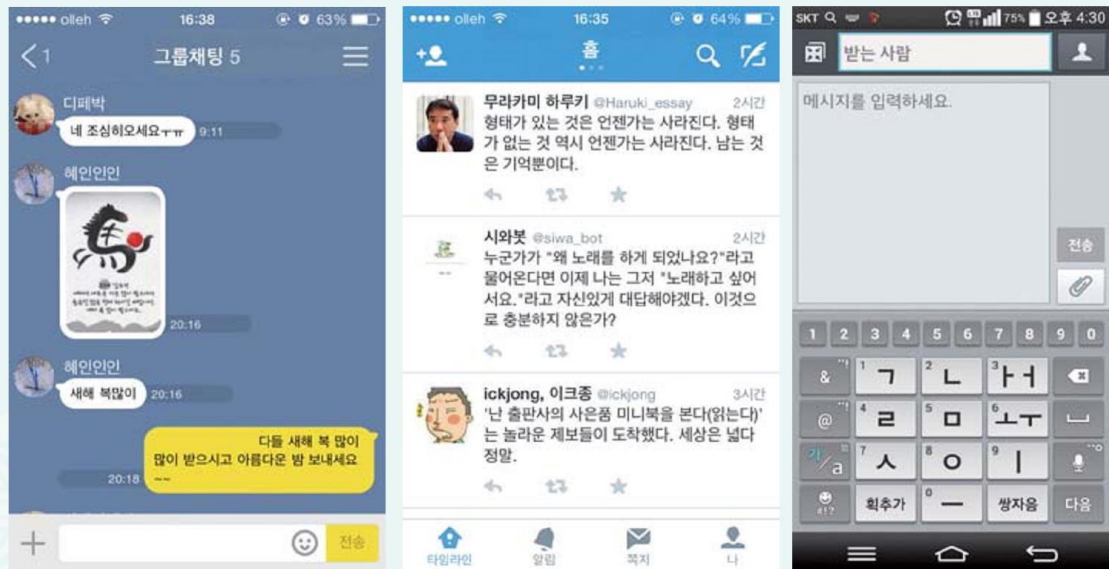 olleh 16:38 63%
1 그룹채팅 5
디페박
네 조심히오세요ㅜㅠ 9:11
혜인인인
馬
20:16
혜인인인
새해 복많이 20:16
다들 새해 복 많이
많이 받으시고 아름다운 밤 보내세요
~~
20:18
전송
olleh 16:35 64%
홈
무라카미 하루키 @Haruki_essay 2시간
형태가 있는 것은 언젠가는 사라진다. 형태
가 없는 것 역시 언젠가는 사라진다. 남는 것
은 기억뿐이다.
시와봇 @siwa_bot 2시간
누군가가 "왜 노래를 하게 되었나요?"라고
물어온다면 이제 나는 그저 "노래하고 싶어
서요."라고 자신있게 대답해야겠다. 이것으
로 충분하지 않은가?
ickjong, 이크종 @ickjong 3시간
'난 출판사의 사은품 미니북을 본다(읽는다)'
는 놀라운 제보들이 도착했다. 세상은 넓다
정말.
타임라인 알림 쪽지 나
SKT 75% 오후 4:30
받는 사람
메시지를 입력하세요.
전송
1 2 3 4 5 6 7 8 9 0
& 1 ㄱ 2 ㄴ 3 ㅏㅓ
@ 4 ㄹ 5 ㅁ 6 ㅗㅜ
가/a 7 ㅅ 8 ㅇ 9 ㅣ
획추가 0 ㅡ 쌍자음 다음